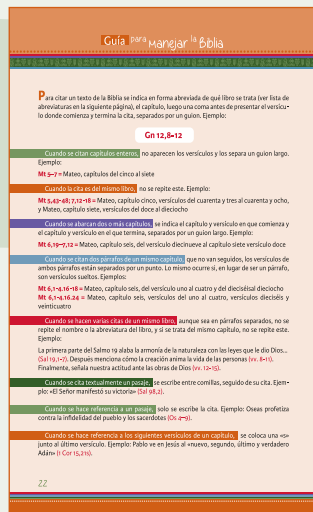 Guía para Manejar la Biblia
Para citar un texto de la Biblia se indica en forma abreviada de qué libro se trata (ver lista de
abreviaturas en la siguiente página), el capítulo, luego una coma antes de presentar el versícu-
lo donde comienza y termina la cita, separados por un guion. Ejemplo:
Gn 12,8-12
Cuando se citan capítulos enteros, no aparecen los versículos y los separa un guion largo.
Ejemplo:
Mt 5–7 = Mateo, capítulos del cinco al siete
Cuando la cita es del mismo libro, no se repite este. Ejemplo:
Mt 5,43-48; 7,12-18 = Mateo, capítulo cinco, versículos del cuarenta y tres al cuarenta y ocho,
y Mateo, capítulo siete, versículos del doce al dieciocho
Cuando se abarcan dos o más capítulos, se indica el capítulo y versículo en que comienza y
el capítulo y versículo en el que termina, separados por un guion largo. Ejemplo:
Mt 6,19–7,12 = Mateo, capítulo seis, del versículo diecinueve al capítulo siete versículo doce
Cuando se citan dos párrafos de un mismo capítulo, que no van seguidos, los versículos de
ambos párrafos están separados por un punto. Lo mismo ocurre si, en lugar de ser un párrafo,
son versículos sueltos. Ejemplos:
Mt 6,1-4.16-18 = Mateo, capítulo seis, del versículo uno al cuatro y del dieciséis al dieciocho
Mt 6,1-4.16.24 = Mateo, capítulo seis, versículos del uno al cuatro, versículos dieciséis y
veinticuatro
Cuando se hacen varias citas de un mismo libro, aunque sea en párrafos separados, no se
repite el nombre o la abreviatura del libro, y si se trata del mismo capítulo, no se repite este.
Ejemplo:
La primera parte del Salmo 19 alaba la armonía de la naturaleza con las leyes que le dio Dios...
(Sal 19,1-7). Después menciona cómo la creación anima la vida de las personas (vv. 8-11).
Finalmente, señala nuestra actitud ante las obras de Dios (vv. 12-15).
Cuando se cita textualmente un pasaje, se escribe entre comillas, seguido de su cita. Ejem-
plo: «El Señor manifestó su victoria» (Sal 98,2).
Cuando se hace referencia a un pasaje, solo se escribe la cita. Ejemplo: Oseas profetiza
contra la infidelidad del pueblo y los sacerdotes (Os 4–9).
Cuando se hace referencia a los siguientes versículos de un capítulo, se coloca una «s»
junto al último versículo. Ejemplo: Pablo ve en Jesús al «nuevo, segundo, último y verdadero
Adán» (1 Cor 15,21s).
22